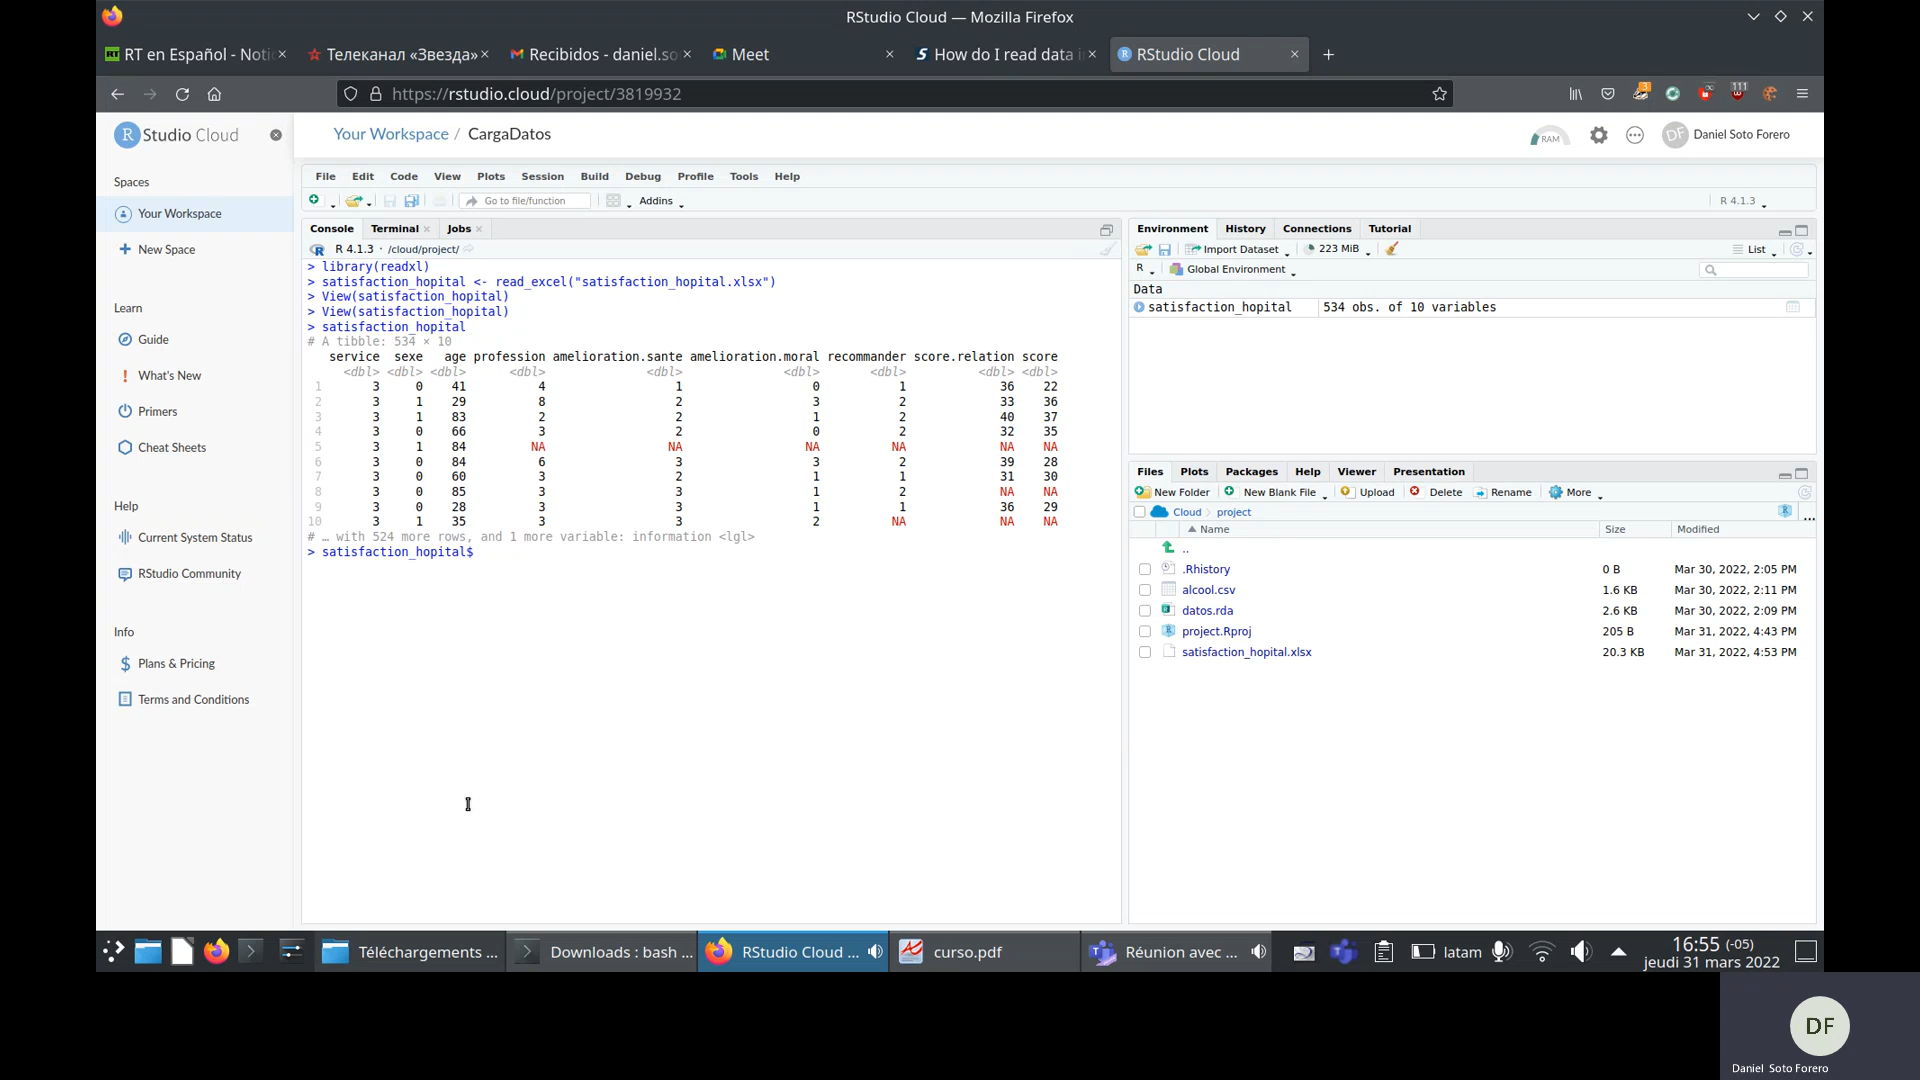 RStudio Cloud — Mozilla Firefox
RT en Español - Noti
Телеканал «Звезда»
Recibidos - daniel.so
Meet
How do I read data i
RStudio Cloud
https://rstudio.cloud/project/3819932
3
111
R Studio Cloud
Your Workspace / CargaDatos
RAM
DF Daniel Soto Forero
Spaces
Your Workspace
New Space
Learn
Guide
What's New
Primers
Cheat Sheets
Help
Current System Status
RStudio Community
Info
Plans & Pricing
Terms and Conditions
File Edit Code View Plots Session Build Debug Profile Tools Help
Go to file/function
Addins
R 4.1.3
Console Terminal Jobs
R 4.1.3 · /cloud/project/
> library(readxl)
> satisfaction_hopital <- read_excel("satisfaction_hopital.xlsx")
> View(satisfaction_hopital)
> View(satisfaction_hopital)
> satisfaction_hopital
# A tibble: 534 × 10
service sexe age profession amelioration.sante amelioration.moral recommander score.relation score
<dbl> <dbl> <dbl> <dbl> <dbl> <dbl> <dbl> <dbl> <dbl>
1 3 0 41 4 1 0 1 36 22
2 3 1 29 8 2 3 2 33 36
3 3 1 83 2 2 1 2 40 37
4 3 0 66 3 2 0 2 32 35
5 3 1 84 NA NA NA NA NA NA
6 3 0 84 6 3 3 2 39 28
7 3 0 60 3 2 1 1 31 30
8 3 0 85 3 3 1 2 NA NA
9 3 0 28 3 3 1 1 36 29
10 3 1 35 3 3 2 NA NA NA
# … with 524 more rows, and 1 more variable: information <lgl>
> satisfaction_hopital$
Environment History Connections Tutorial
Import Dataset 223 MiB List
R Global Environment
Data
satisfaction_hopital 534 obs. of 10 variables
Files Plots Packages Help Viewer Presentation
New Folder New Blank File Upload Delete Rename More
Cloud project ...
Name Size Modified
..
.Rhistory 0 B Mar 30, 2022, 2:05 PM
alcool.csv 1.6 KB Mar 30, 2022, 2:11 PM
datos.rda 2.6 KB Mar 30, 2022, 2:09 PM
project.Rproj 205 B Mar 31, 2022, 4:43 PM
satisfaction_hopital.xlsx 20.3 KB Mar 31, 2022, 4:53 PM
Téléchargements ...
Downloads : bash ...
RStudio Cloud ...
curso.pdf
Réunion avec ...
latam
16:55 (-05)
jeudi 31 mars 2022
DF
Daniel Soto Forero